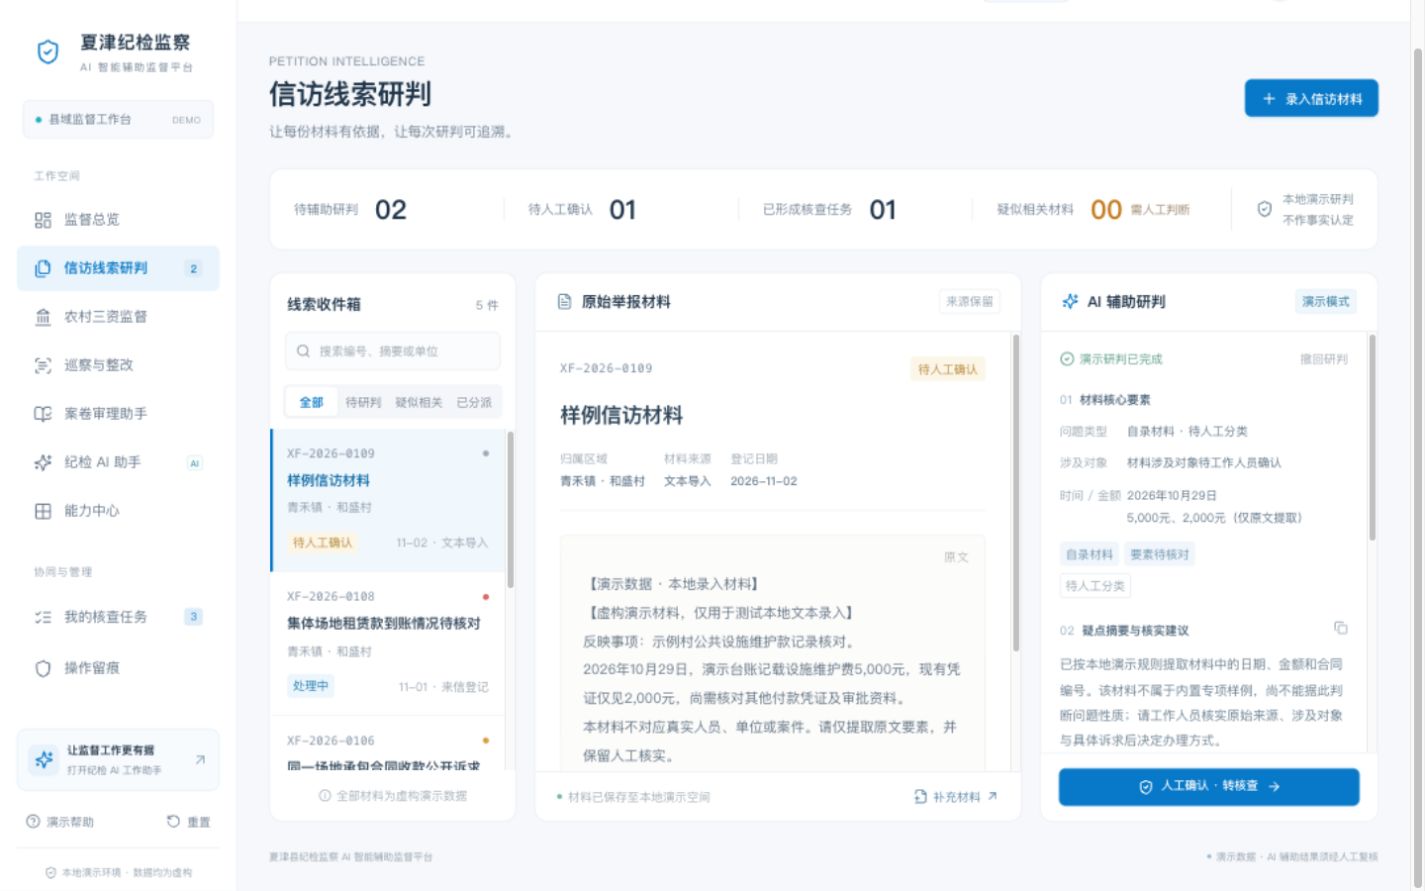 夏津纪检监察
AI 智能辅助监督平台
县域监督工作台 DEMO
工作空间
监督总览
信访线索研判 2
农村三资监督
巡察与整改
案卷审理助手
纪检 AI 助手 AI
能力中心
协同与管理
我的核查任务 3
操作留痕
让监督工作更有据
打开纪检 AI 工作助手
演示帮助 重置
本地演示环境 · 数据均为虚构
PETITION INTELLIGENCE
信访线索研判
让每份材料有依据，让每次研判可追溯。
录入信访材料
待辅助研判 02
待人工确认 01
已形成核查任务 01
疑似相关材料 00 需人工判断
本地演示研判
不作事实认定
线索收件箱 5 件
搜索编号、摘要或单位
全部 待研判 疑似相关 已分派
XF-2026-0109
样例信访材料
青禾镇 · 和盛村
待人工确认 11-02 · 文本导入
XF-2026-0108
集体场地租赁款到账情况待核对
青禾镇 · 和盛村
处理中 11-01 · 来信登记
XF-2026-0106
同一场地承包合同收款公开诉求
全部材料为虚构演示数据
原始举报材料 来源保留
XF-2026-0109 待人工确认
样例信访材料
归属区域 材料来源 登记日期
青禾镇 · 和盛村 文本导入 2026-11-02
原文
【演示数据 · 本地录入材料】
【虚构演示材料，仅用于测试本地文本录入】
反映事项：示例村公共设施维护款记录核对。
2026年10月29日，演示台账记载设施维护费5,000元，现有凭
证仅见2,000元，尚需核对其他付款凭证及审批资料。
本材料不对应真实人员、单位或案件。请仅提取原文要素，并
保留人工核实。
材料已保存至本地演示空间 补充材料
AI 辅助研判 演示模式
演示研判已完成 撤回研判
01 材料核心要素
问题类型 自录材料 · 待人工分类
涉及对象 材料涉及对象待工作人员确认
时间 / 金额 2026年10月29日
5,000元、2,000元（仅原文提取）
自录材料 要素待核对
待人工分类
02 疑点摘要与核实建议
已按本地演示规则提取材料中的日期、金额和合同
编号。该材料不属于内置专项样例，尚不能据此判
断问题性质；请工作人员核实原始来源、涉及对象
与具体诉求后决定办理方式。
人工确认 · 转核查
夏津县纪检监察 AI 智能辅助监督平台
演示数据 · AI 辅助结果须经人工复核